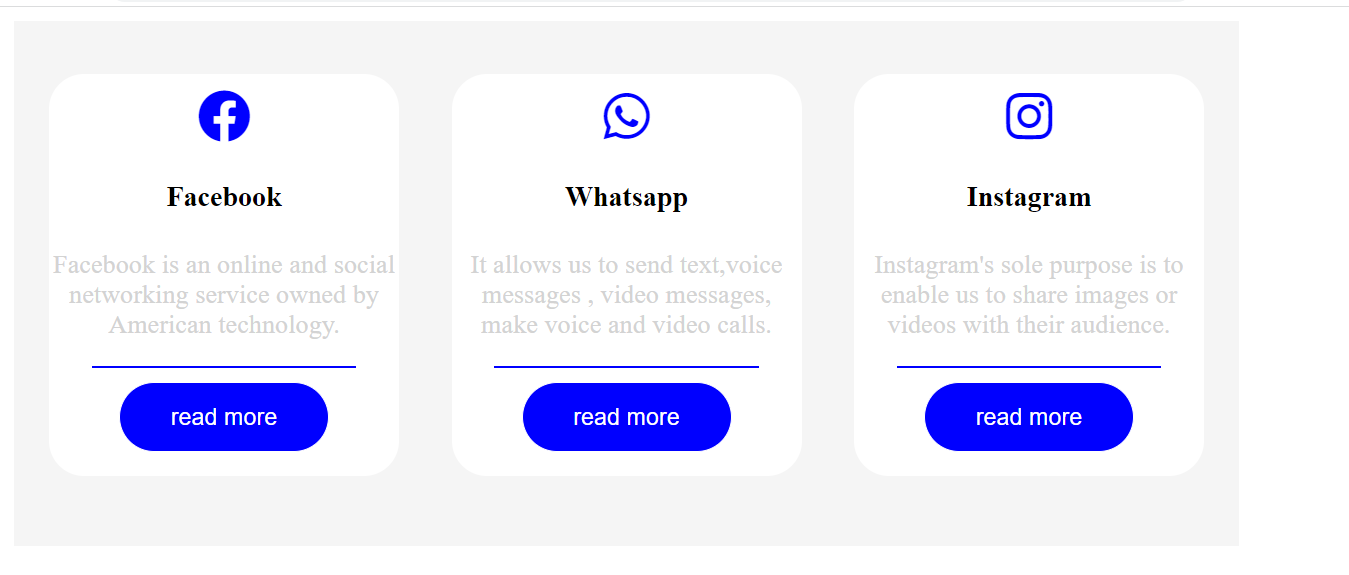 Facebook
Facebook is an online and social
networking service owned by
American technology.
read more
Whatsapp
It allows us to send text,voice
messages , video messages,
make voice and video calls.
read more
Instagram
Instagram's sole purpose is to
enable us to share images or
videos with their audience.
read more